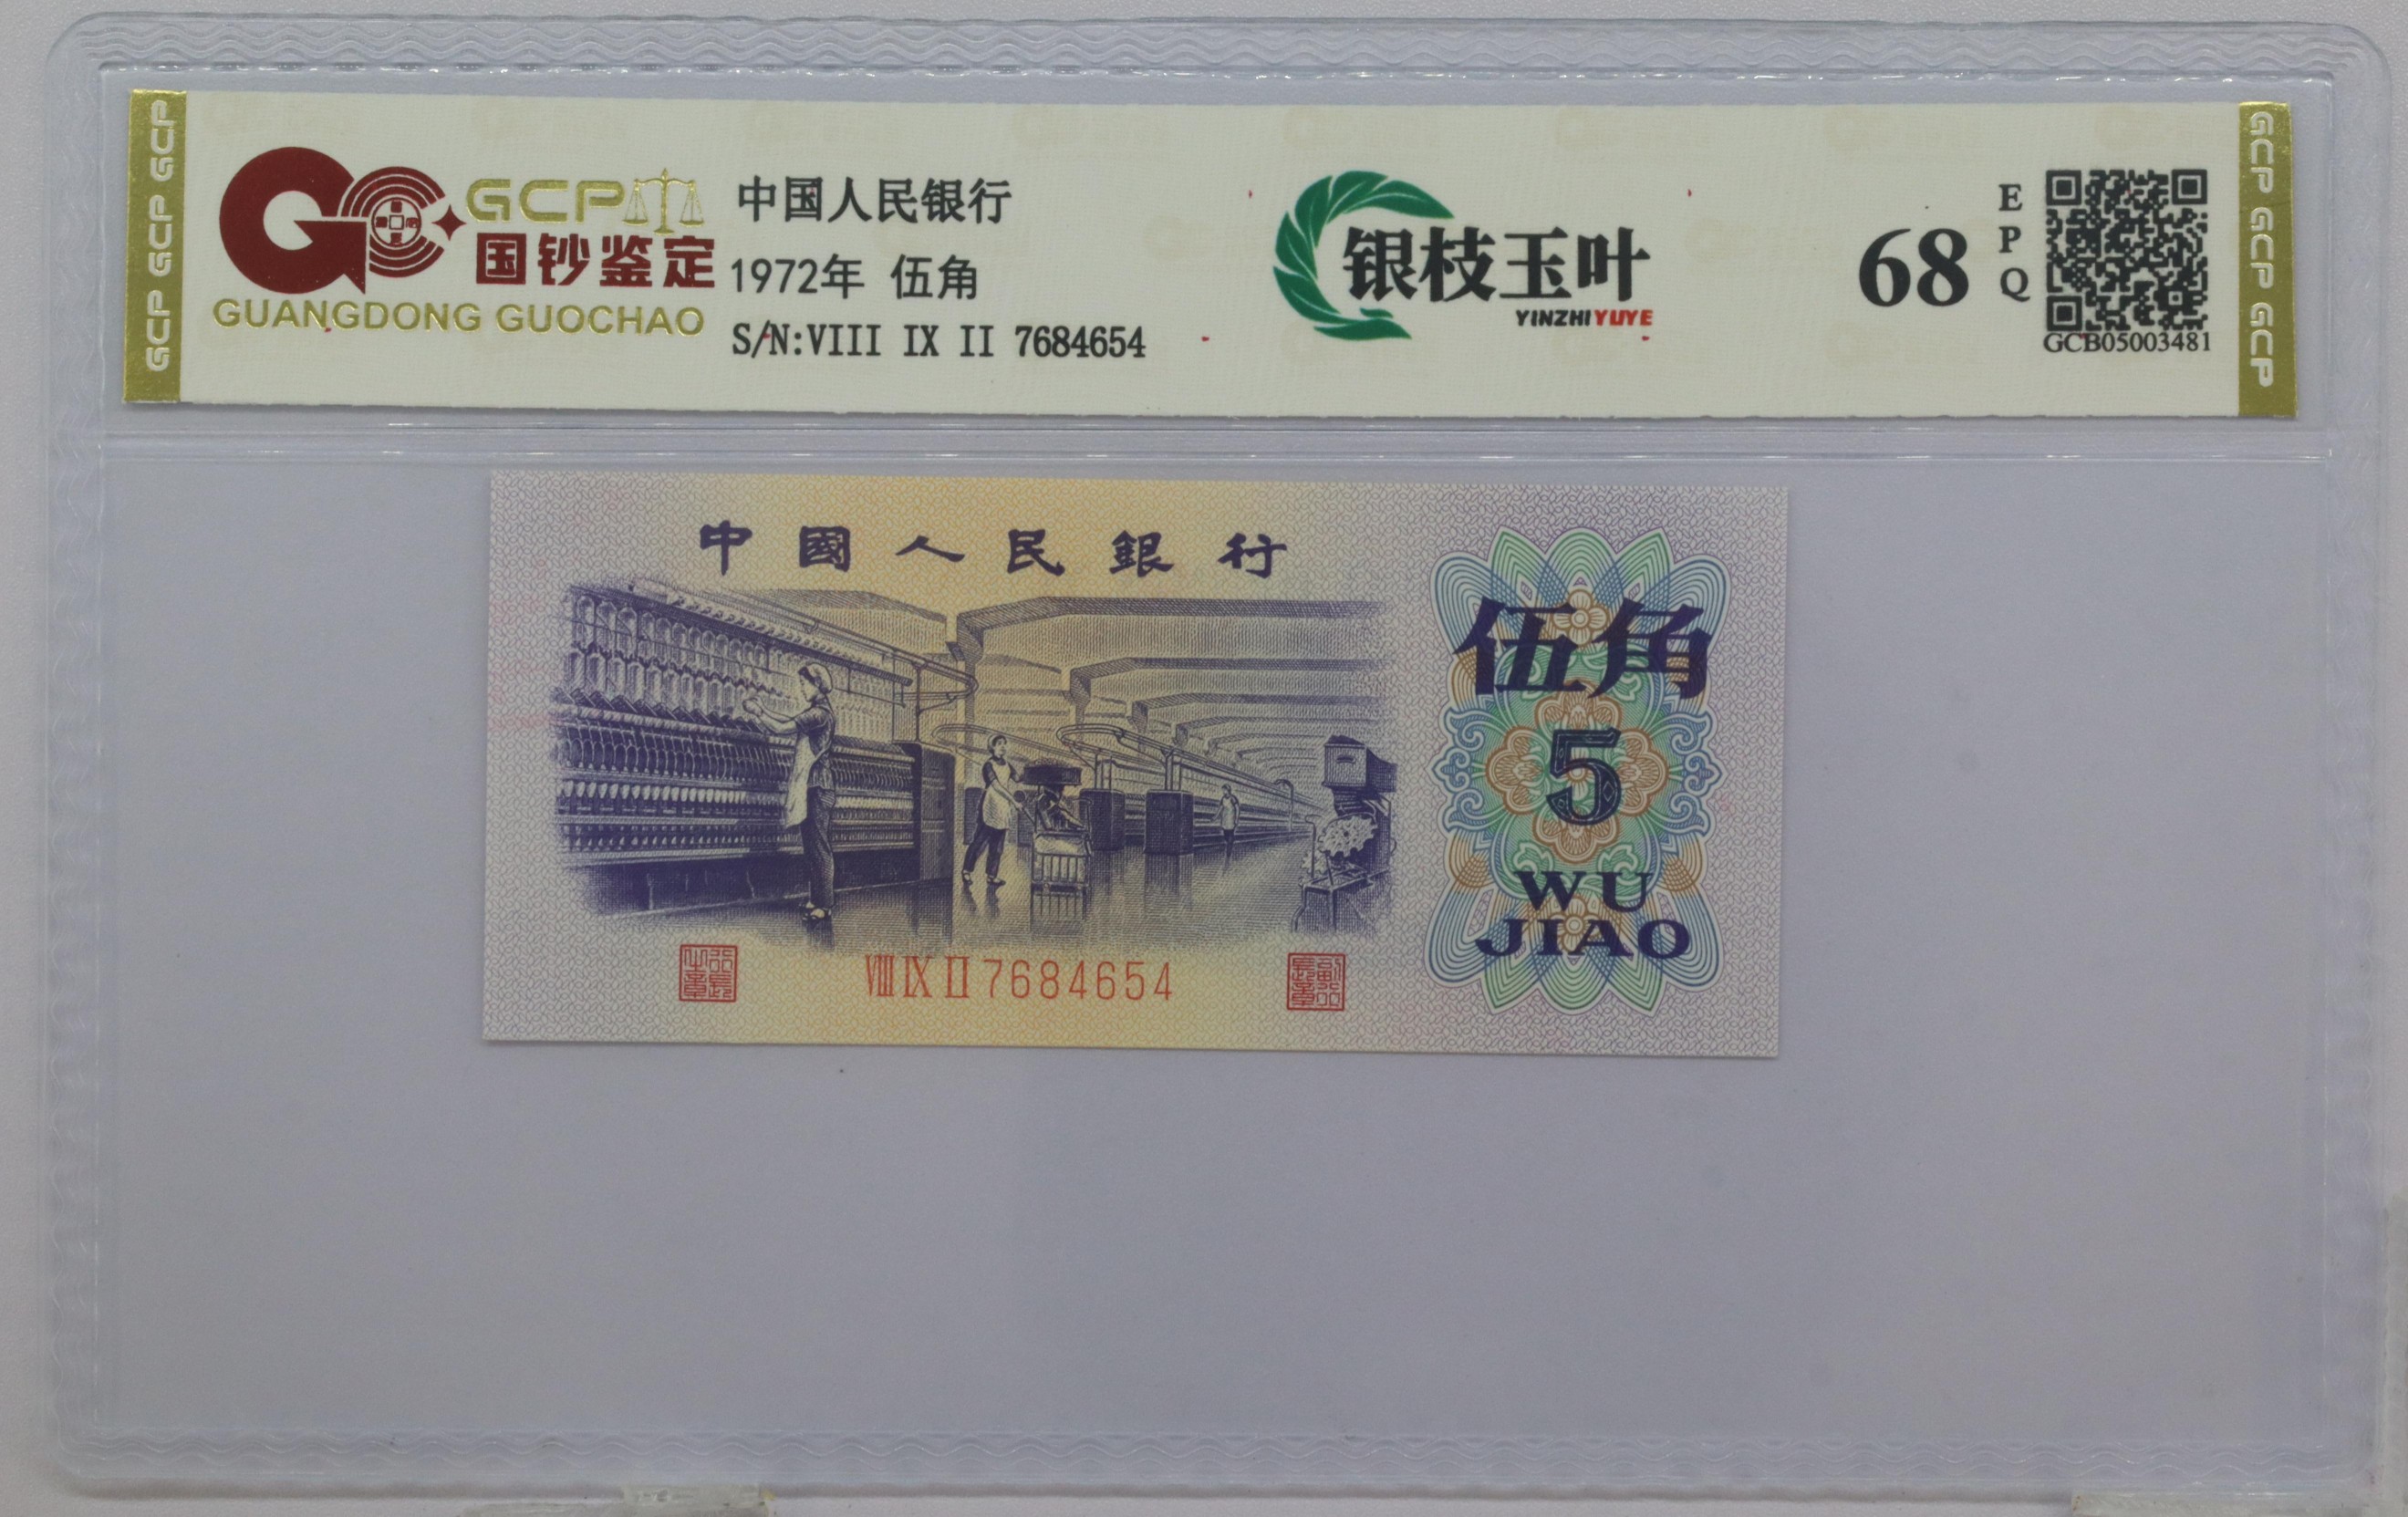 GCP GCP GCP
GCP
国钞鉴定
GUANGDONG GUOCHAO
中国人民银行
1972年 伍角
S/N:VIII IX II 7684654
银枝玉叶
YINZHIYUYE
68
EPQ
GCB05003481
GCP GCP GCP
中國人民銀行
伍角
5
WU
JIAO
VIII IX II 7684654